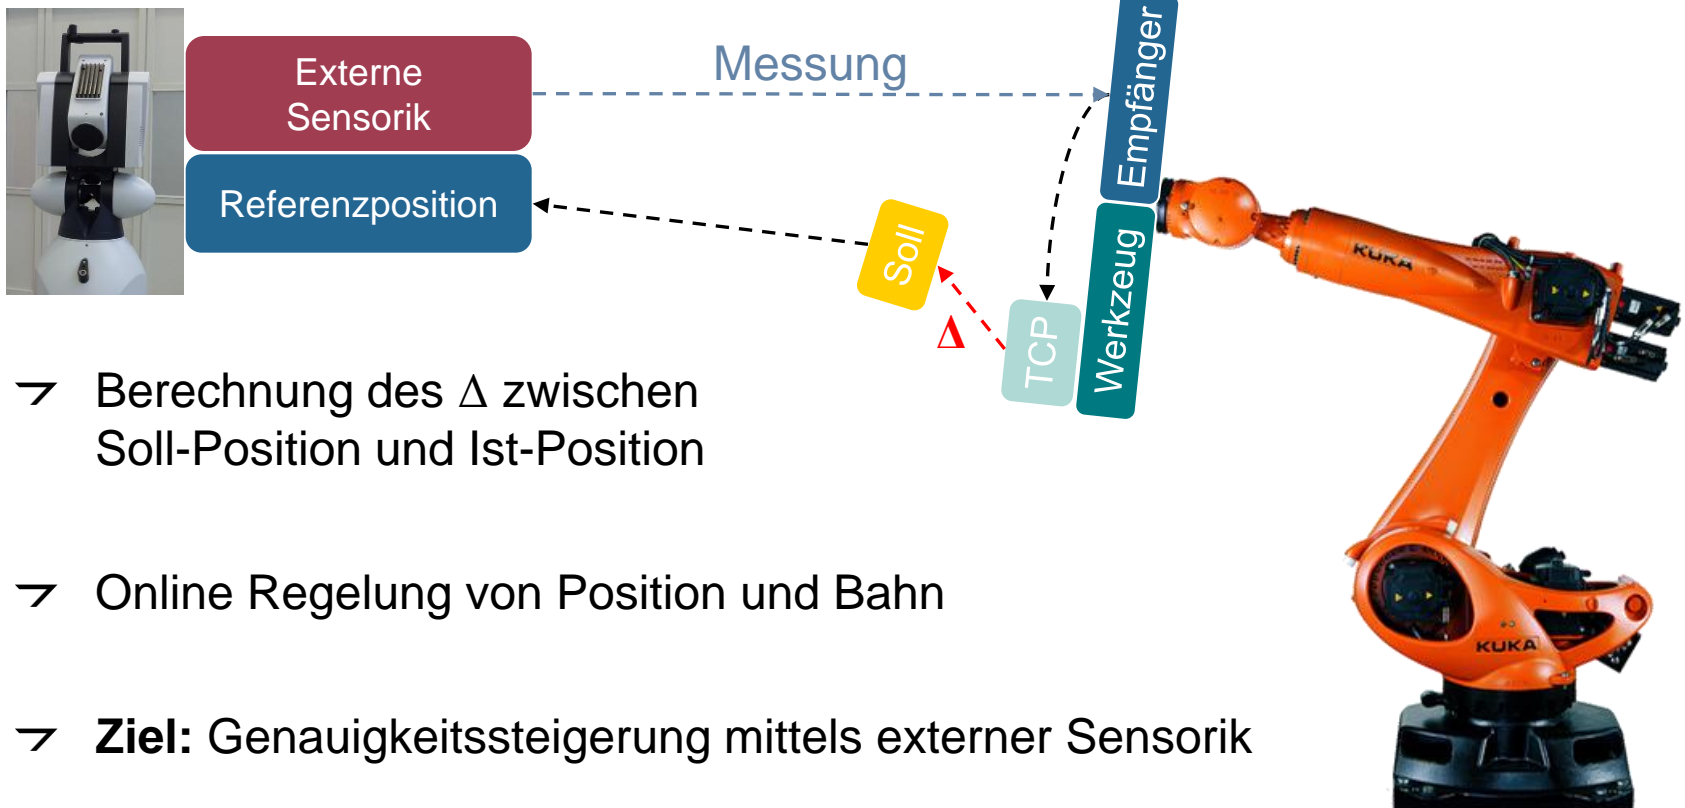 Externe
Sensorik
Messung
Empfänger
Referenzposition
Soll
Δ
TCP
Werkzeug
KUKA
Berechnung des Δ zwischen
Soll-Position und Ist-Position
Online Regelung von Position und Bahn
KUKA
Ziel: Genauigkeitssteigerung mittels externer Sensorik